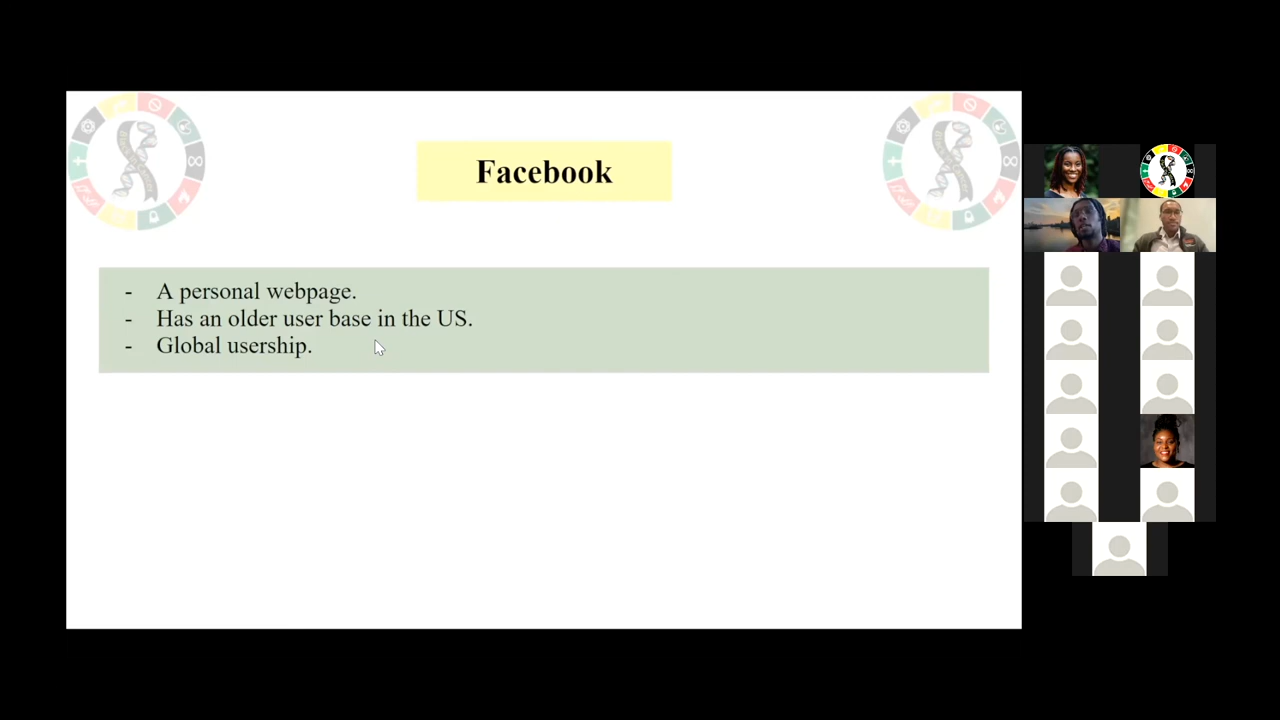 Facebook
- A personal webpage.
- Has an older user base in the US.
- Global usership.